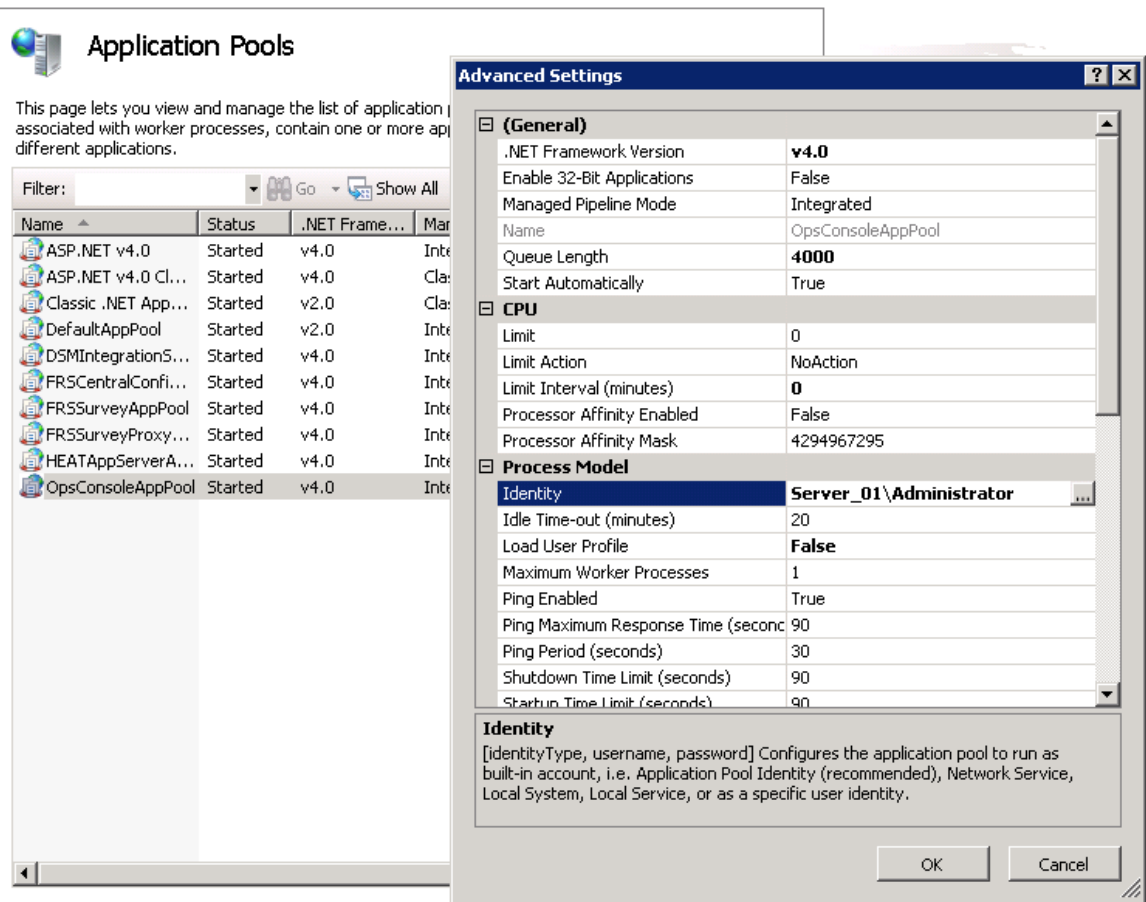 Application Pools
This page lets you view and manage the list of application
associated with worker processes, contain one or more
different applications.
Filter: Go Show All
Name Status .NET Frame... Mar
ASP.NET v4.0 Started v4.0 Inte
ASP.NET v4.0 Cl... Started v4.0 Cla
Classic .NET App... Started v2.0 Cla
DefaultAppPool Started v2.0 Inte
DSMIntegrationS... Started v4.0 Inte
FRSCentralConfi... Started v4.0 Inte
FRSSurveyAppPool Started v4.0 Inte
FRSSurveyProxy... Started v4.0 Inte
HEATAppServerA... Started v4.0 Inte
OpsConsoleAppPool Started v4.0 Inte
Advanced Settings
(General)
.NET Framework Version v4.0
Enable 32-Bit Applications False
Managed Pipeline Mode Integrated
Name OpsConsoleAppPool
Queue Length 4000
Start Automatically True
CPU
Limit 0
Limit Action NoAction
Limit Interval (minutes) 0
Processor Affinity Enabled False
Processor Affinity Mask 4294967295
Process Model
Identity Server_01\Administrator ...
Idle Time-out (minutes) 20
Load User Profile False
Maximum Worker Processes 1
Ping Enabled True
Ping Maximum Response Time (seconc 90
Ping Period (seconds) 30
Shutdown Time Limit (seconds) 90
Startup Time Limit (seconds) 90
Identity
[identityType, username, password] Configures the application pool to run as
built-in account, i.e. Application Pool Identity (recommended), Network Service,
Local System, Local Service, or as a specific user identity.
OK Cancel